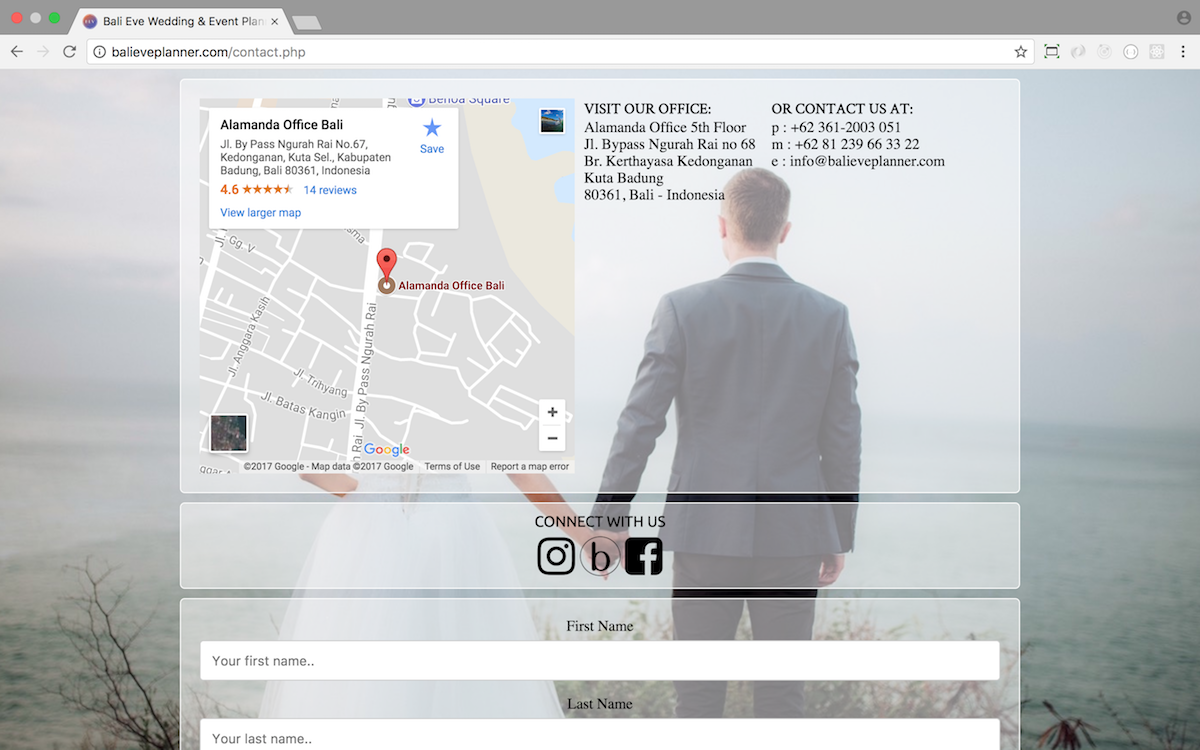 Bali Eve Wedding & Event Plan
balieveplanner.com/contact.php
Benoa Square
Alamanda Office Bali
Jl. By Pass Ngurah Rai No.67,
Kedonganan, Kuta Sel., Kabupaten
Badung, Bali 80361, Indonesia
4.6
14 reviews
View larger map
Save
Jl. Gg. V
Alamanda Office Bali
Jl. Anggara Kasih
Jl. Trihyang
Jl. Batas Kangin
Jl. By Pass Ngurah Rai
Rai
+
−
Google
©2017 Google - Map data ©2017 Google
Terms of Use
Report a map error
VISIT OUR OFFICE:
Alamanda Office 5th Floor
Jl. Bypass Ngurah Rai no 68
Br. Kerthayasa Kedonganan
Kuta Badung
80361, Bali - Indonesia
OR CONTACT US AT:
p : +62 361-2003 051
m : +62 81 239 66 33 22
e : info@balieveplanner.com
CONNECT WITH US
b
f
First Name
Your first name..
Last Name
Your last name..